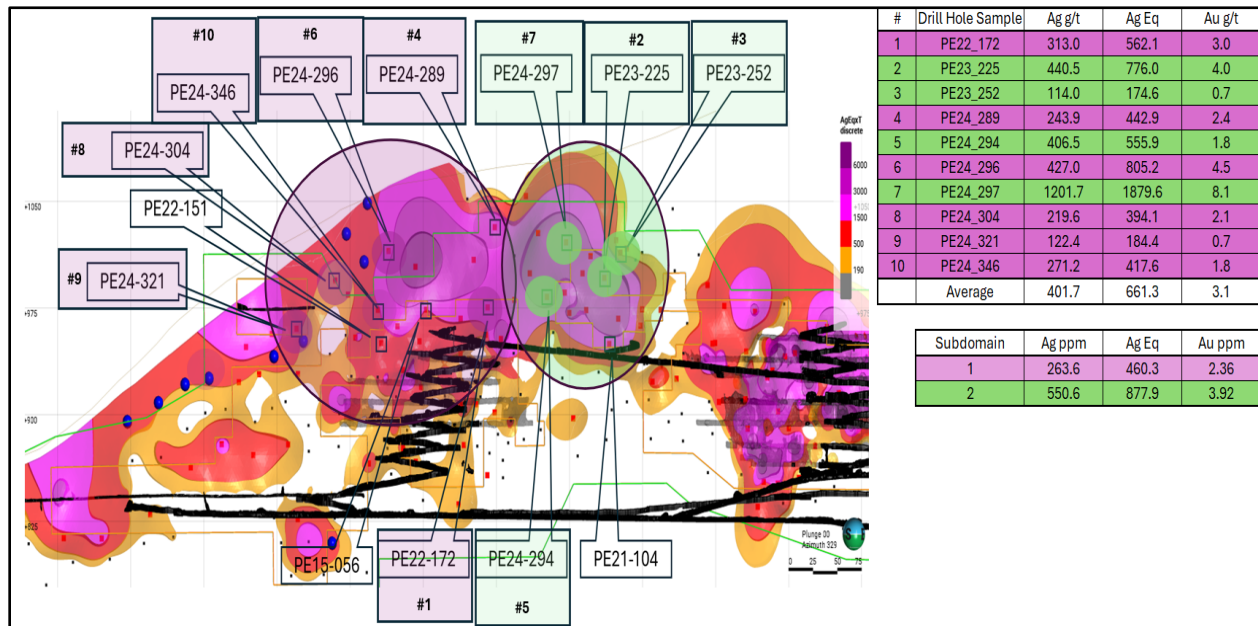 #10
#6
#4
#7
#2
#3
PE24-296
PE24-289
PE24-297
PE23-225
PE23-252
PE24-346
#8
PE24-304
PE22-151
#9
PE24-321
AgEqxT
discrete
6000
3000
1500
500
190
+1050
+1050
+975
+975
+900
+825
Plunge 00
Azimuth 329
0 25 50 75
S
PE15-056
PE22-172
PE24-294
PE21-104
#1
#5
# Drill Hole Sample Ag g/t Ag Eq Au g/t
1 PE22_172 313.0 562.1 3.0
2 PE23_225 440.5 776.0 4.0
3 PE23_252 114.0 174.6 0.7
4 PE24_289 243.9 442.9 2.4
5 PE24_294 406.5 555.9 1.8
6 PE24_296 427.0 805.2 4.5
7 PE24_297 1201.7 1879.6 8.1
8 PE24_304 219.6 394.1 2.1
9 PE24_321 122.4 184.4 0.7
10 PE24_346 271.2 417.6 1.8
Average 401.7 661.3 3.1
Subdomain Ag ppm Ag Eq Au ppm
1 263.6 460.3 2.36
2 550.6 877.9 3.92